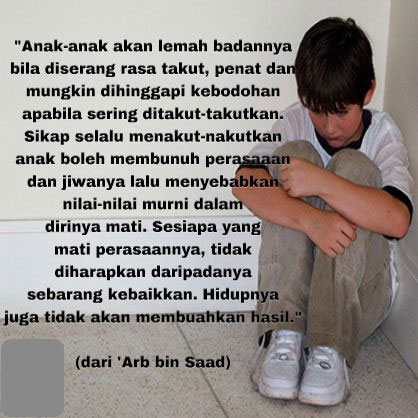 "Anak-anak akan lemah badannya
bila diserang rasa takut, penat dan
mungkin dihinggapi kebodohan
apabila sering ditakut-takutkan.
Sikap selalu menakut-nakutkan
anak boleh membunuh perasaaan
dan jiwanya lalu menyebabkan
nilai-nilai murni dalam
dirinya mati. Sesiapa yang
mati perasaannya, tidak
diharapkan daripadanya
sebarang kebaikkan. Hidupnya
juga tidak akan membuahkan hasil."
(dari 'Arb bin Saad)